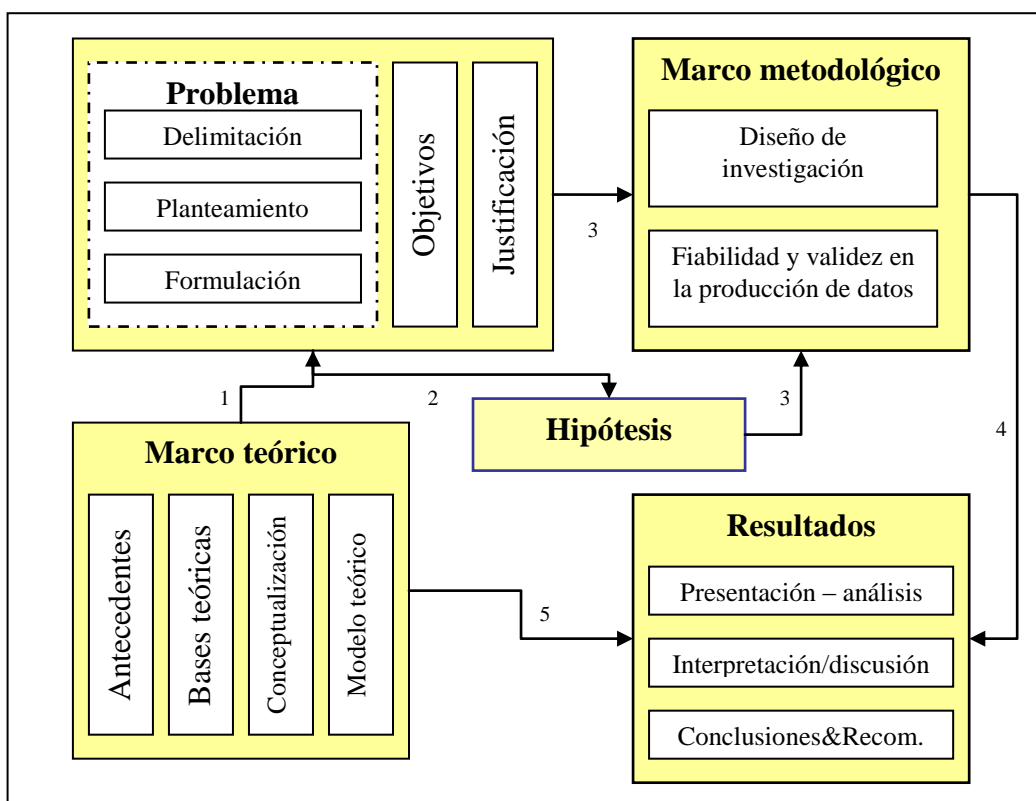 Problema
Delimitación
Planteamiento
Formulación
Objetivos
Justificación
Marco metodológico
Diseño de
investigación
Fiabilidad y validez en
la producción de datos
3
1
2
3
4
Hipótesis
Marco teórico
Antecedentes
Bases teóricas
Conceptualización
Modelo teórico
5
Resultados
Presentación – análisis
Interpretación/discusión
Conclusiones&Recom.